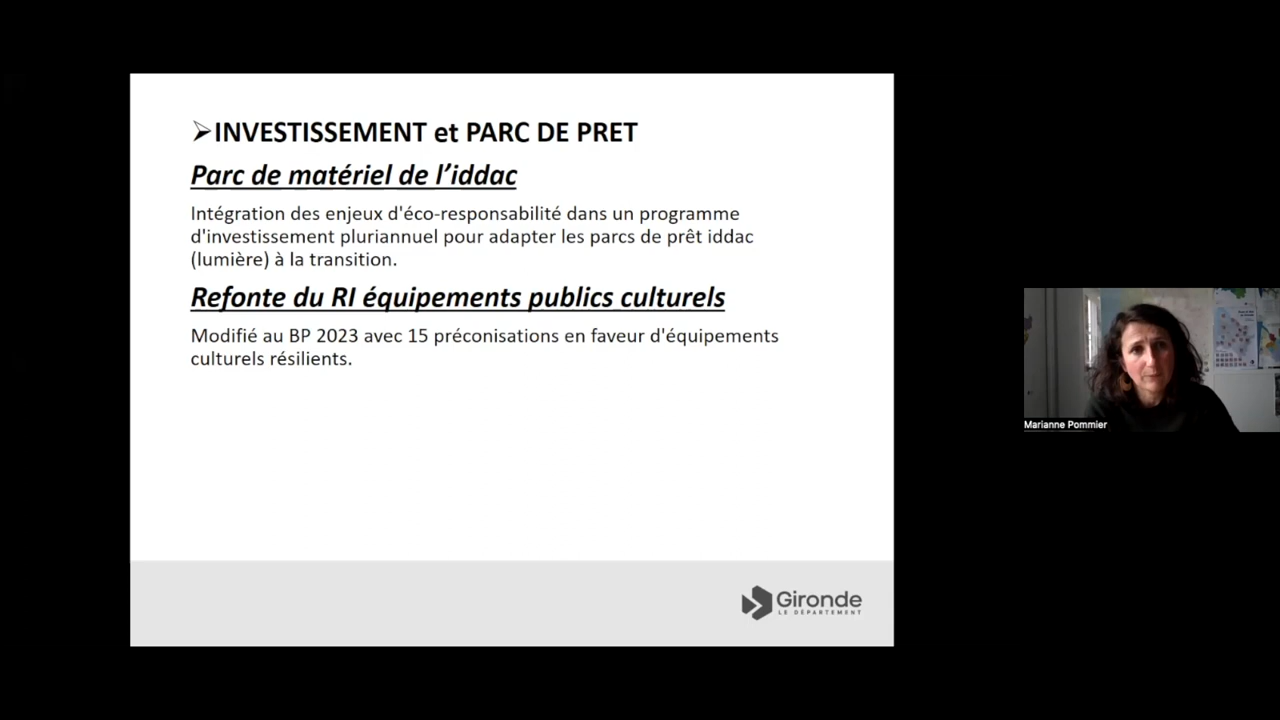 ➢INVESTISSEMENT et PARC DE PRET
Parc de matériel de l’iddac
Intégration des enjeux d'éco-responsabilité dans un programme
d'investissement pluriannuel pour adapter les parcs de prêt iddac
(lumière) à la transition.
Refonte du RI équipements publics culturels
Modifié au BP 2023 avec 15 préconisations en faveur d'équipements
culturels résilients.
Gironde
LE DÉPARTEMENT
Marianne Pommier